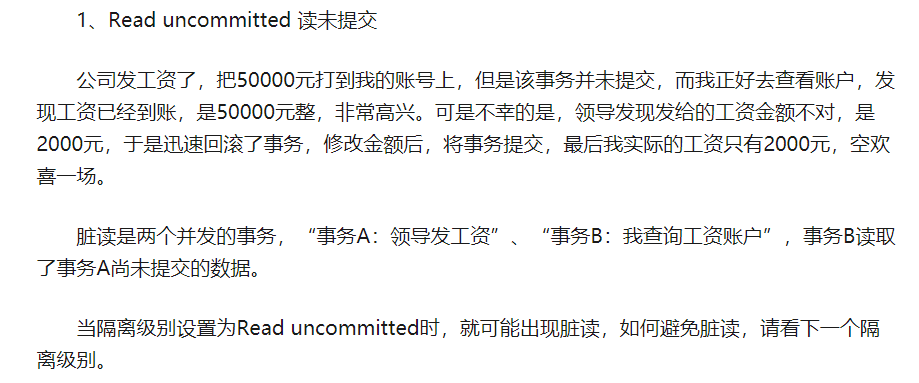 1、Read uncommitted 读未提交
公司发工资了，把50000元打到我的账号上，但是该事务并未提交，而我正好去查看账户，发
现工资已经到账，是50000元整，非常高兴。可是不幸的是，领导发现发给的工资金额不对，是
2000元，于是迅速回滚了事务，修改金额后，将事务提交，最后我实际的工资只有2000元，空欢
喜一场。
脏读是两个并发的事务，“事务A：领导发工资”、“事务B：我查询工资账户”，事务B读取
了事务A尚未提交的数据。
当隔离级别设置为Read uncommitted时，就可能出现脏读，如何避免脏读，请看下一个隔
离级别。